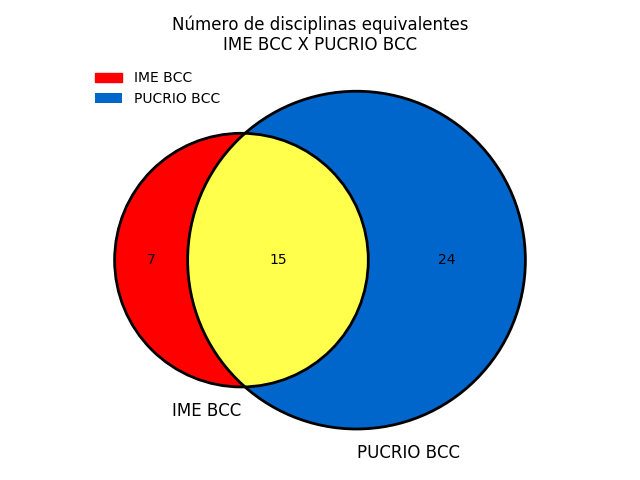 Número de disciplinas equivalentes
IME BCC X PUCRIO BCC
IME BCC
PUCRIO BCC
7
15
24
IME BCC
PUCRIO BCC